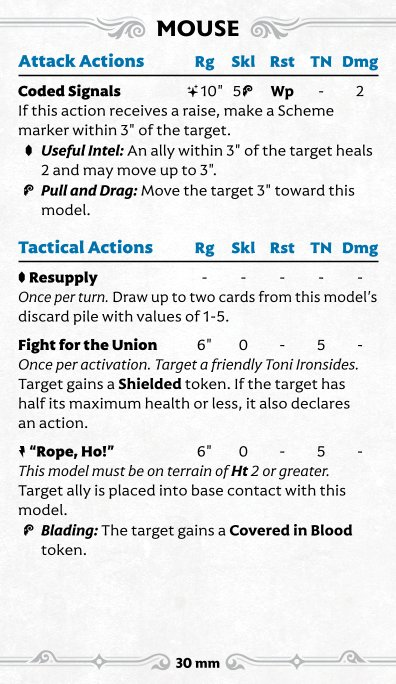 MOUSE
Attack Actions Rg Skl Rst TN Dmg
Coded Signals 10" 5 Wp - 2
If this action receives a raise, make a Scheme
marker within 3" of the target.
Useful Intel: An ally within 3" of the target heals
2 and may move up to 3".
Pull and Drag: Move the target 3" toward this
model.
Tactical Actions Rg Skl Rst TN Dmg
Resupply - - - - -
Once per turn. Draw up to two cards from this model's
discard pile with values of 1-5.
Fight for the Union 6" 0 - 5 -
Once per activation. Target a friendly Toni Ironsides.
Target gains a Shielded token. If the target has
half its maximum health or less, it also declares
an action.
“Rope, Ho!” 6" 0 - 5 -
This model must be on terrain of Ht 2 or greater.
Target ally is placed into base contact with this
model.
Blading: The target gains a Covered in Blood
token.
30 mm